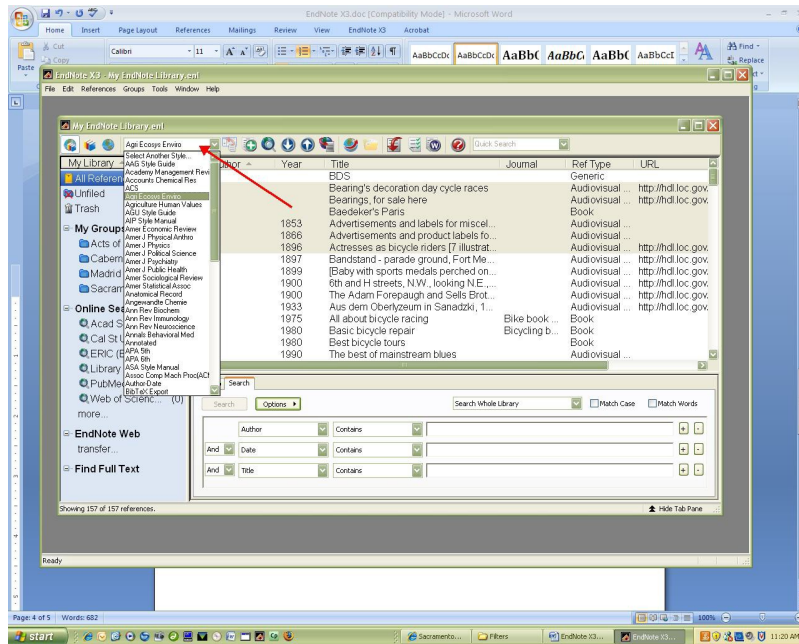 EndNote X3.doc [Compatibility Mode] - Microsoft Word
Home Insert Page Layout References Mailings Review View EndNote X3 Acrobat
Cut
Copy
Paste
Calibri 11
AaBbCcDc AaBbCcDc AaBbC AaBbC AaBbC AaBbCcI
Find
Replace
EndNote X3 - My EndNote Library.enl
File Edit References Groups Tools Window Help
My EndNote Library.enl
Agri Ecosys Enviro
Quick Search
My Library
All Referen
Unfiled
Trash
My Groups
Acts of
Cabern
Madrid
Sacram
Online Sea
Acad S
Cal St U
ERIC (E
Library
PubMe
Web of Scienc... (0)
more...
EndNote Web
transfer...
Find Full Text
Select Another Style...
AAG Style Guide
Academy Management Revi
Accounts Chemical Res
ACS
Agri Ecosys Enviro
Agriculture Human Values
AGU Style Guide
AIP Style Manual
Amer Economic Review
Amer J Physical Anthro
Amer J Physics
Amer J Political Science
Amer J Psychiatry
Amer J Public Health
Amer Sociological Review
Amer Statistical Assoc
Anatomical Record
Angewandte Chemie
Ann Rev Biochem
Ann Rev Immunology
Ann Rev Neuroscience
Annals Behavioral Med
Annotated
APA 5th
APA 6th
ASA Style Manual
Assoc Comp Mach Proc(ACM
Author-Date
BibTeX Export
uthor Year Title Journal Ref Type URL
BDS Generic
Bearing's decoration day cycle races Audiovisual ... http://hdl.loc.gov.
Bearings, for sale here Audiovisual ... http://hdl.loc.gov.
Baedeker's Paris Book
1853 Advertisements and labels for miscel... Audiovisual ...
1866 Advertisements and product labels fo... Audiovisual ...
1896 Actresses as bicycle riders [7 illustrat... Audiovisual ... http://hdl.loc.gov.
1897 Bandstand - parade ground, Fort Me... Audiovisual ... http://hdl.loc.gov.
1899 [Baby with sports medals perched on... Audiovisual ... http://hdl.loc.gov.
1900 6th and H streets, N.W., looking N.E.,... Audiovisual ... http://hdl.loc.gov.
1900 The Adam Forepaugh and Sells Brot... Audiovisual ... http://hdl.loc.gov.
1933 Aus dem Oberlyzeum in Sanadzki, 1... Audiovisual ... http://hdl.loc.gov.
1975 All about bicycle racing Bike book ... Book
1980 Basic bicycle repair Bicycling b... Book
1980 Best bicycle tours Book
1990 The best of mainstream blues Audiovisual ...
Search
Search Options Search Whole Library Match Case Match Words
Author Contains
And Date Contains
And Title Contains
Showing 157 of 157 references. Hide Tab Pane
Ready
Page: 4 of 5 Words: 682 100%
start Sacramento... Filters EndNote X3... EndNote X3... 11:20 AM